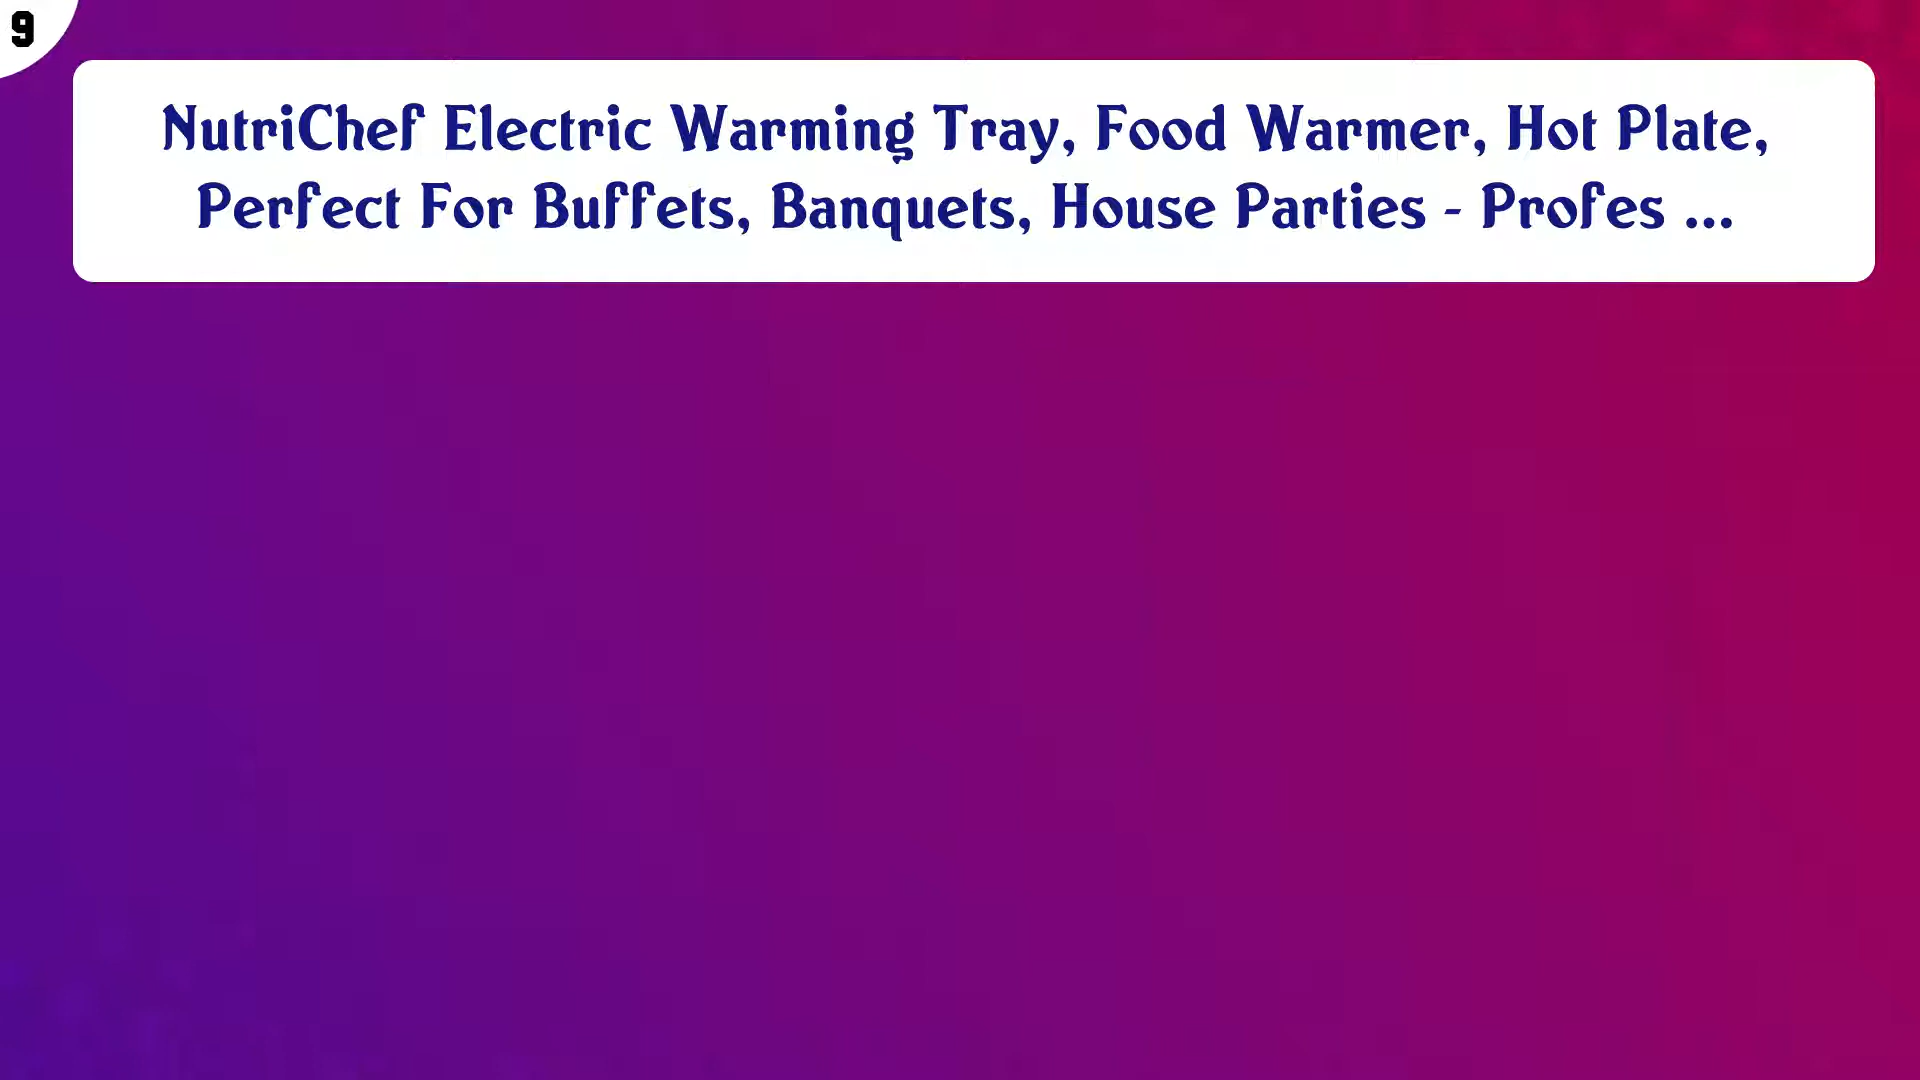 9
NutriChef Electric Warming Tray, Food Warmer, Hot Plate,
Perfect For Buffets, Banquets, House Parties - Profes ...